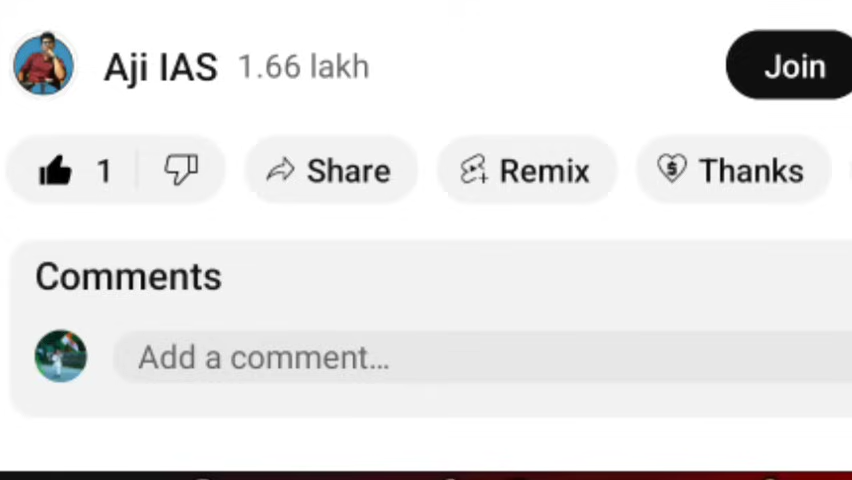 Aji IAS 1.66 lakh Join
1 Share Remix Thanks
Comments
Add a comment...